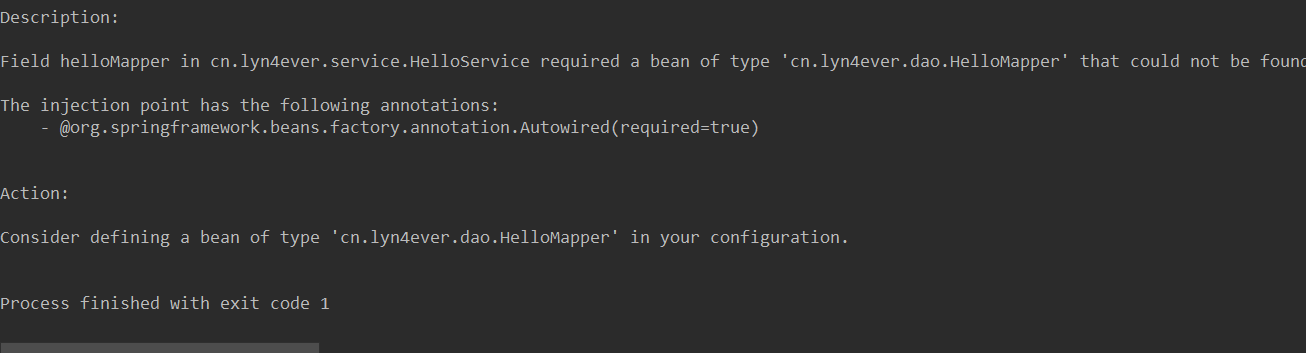 Description:
Field helloMapper in cn.lyn4ever.service.HelloService required a bean of type 'cn.lyn4ever.dao.HelloMapper' that could not be found
The injection point has the following annotations:
- @org.springframework.beans.factory.annotation.Autowired(required=true)
Action:
Consider defining a bean of type 'cn.lyn4ever.dao.HelloMapper' in your configuration.
Process finished with exit code 1